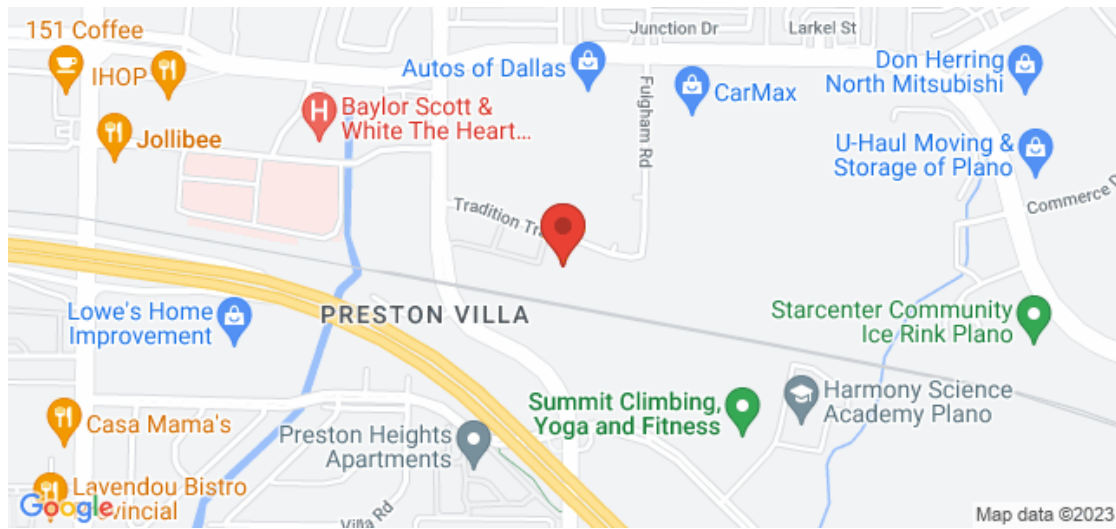 151 Coffee
IHOP
Jollibee
Baylor Scott &
White The Heart...
Autos of Dallas
Junction Dr
Larkel St
Fulgham Rd
CarMax
Don Herring
North Mitsubishi
U-Haul Moving &
Storage of Plano
Commerce D
Tradition Tra
Lowe's Home
Improvement
PRESTON VILLA
Starcenter Community
Ice Rink Plano
Summit Climbing,
Yoga and Fitness
Harmony Science
Academy Plano
Casa Mama's
Preston Heights
Apartments
Lavendou Bistro
Provincial
Villa Rd
Google
Map data ©2023